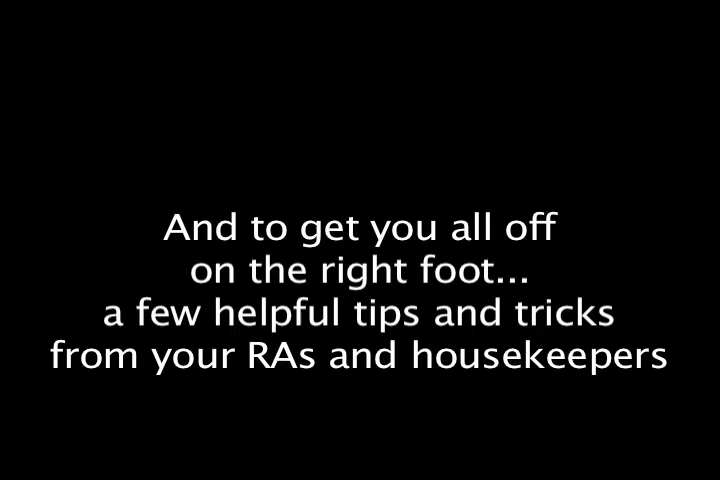 And to get you all off
on the right foot...
a few helpful tips and tricks
from your RAs and housekeepers